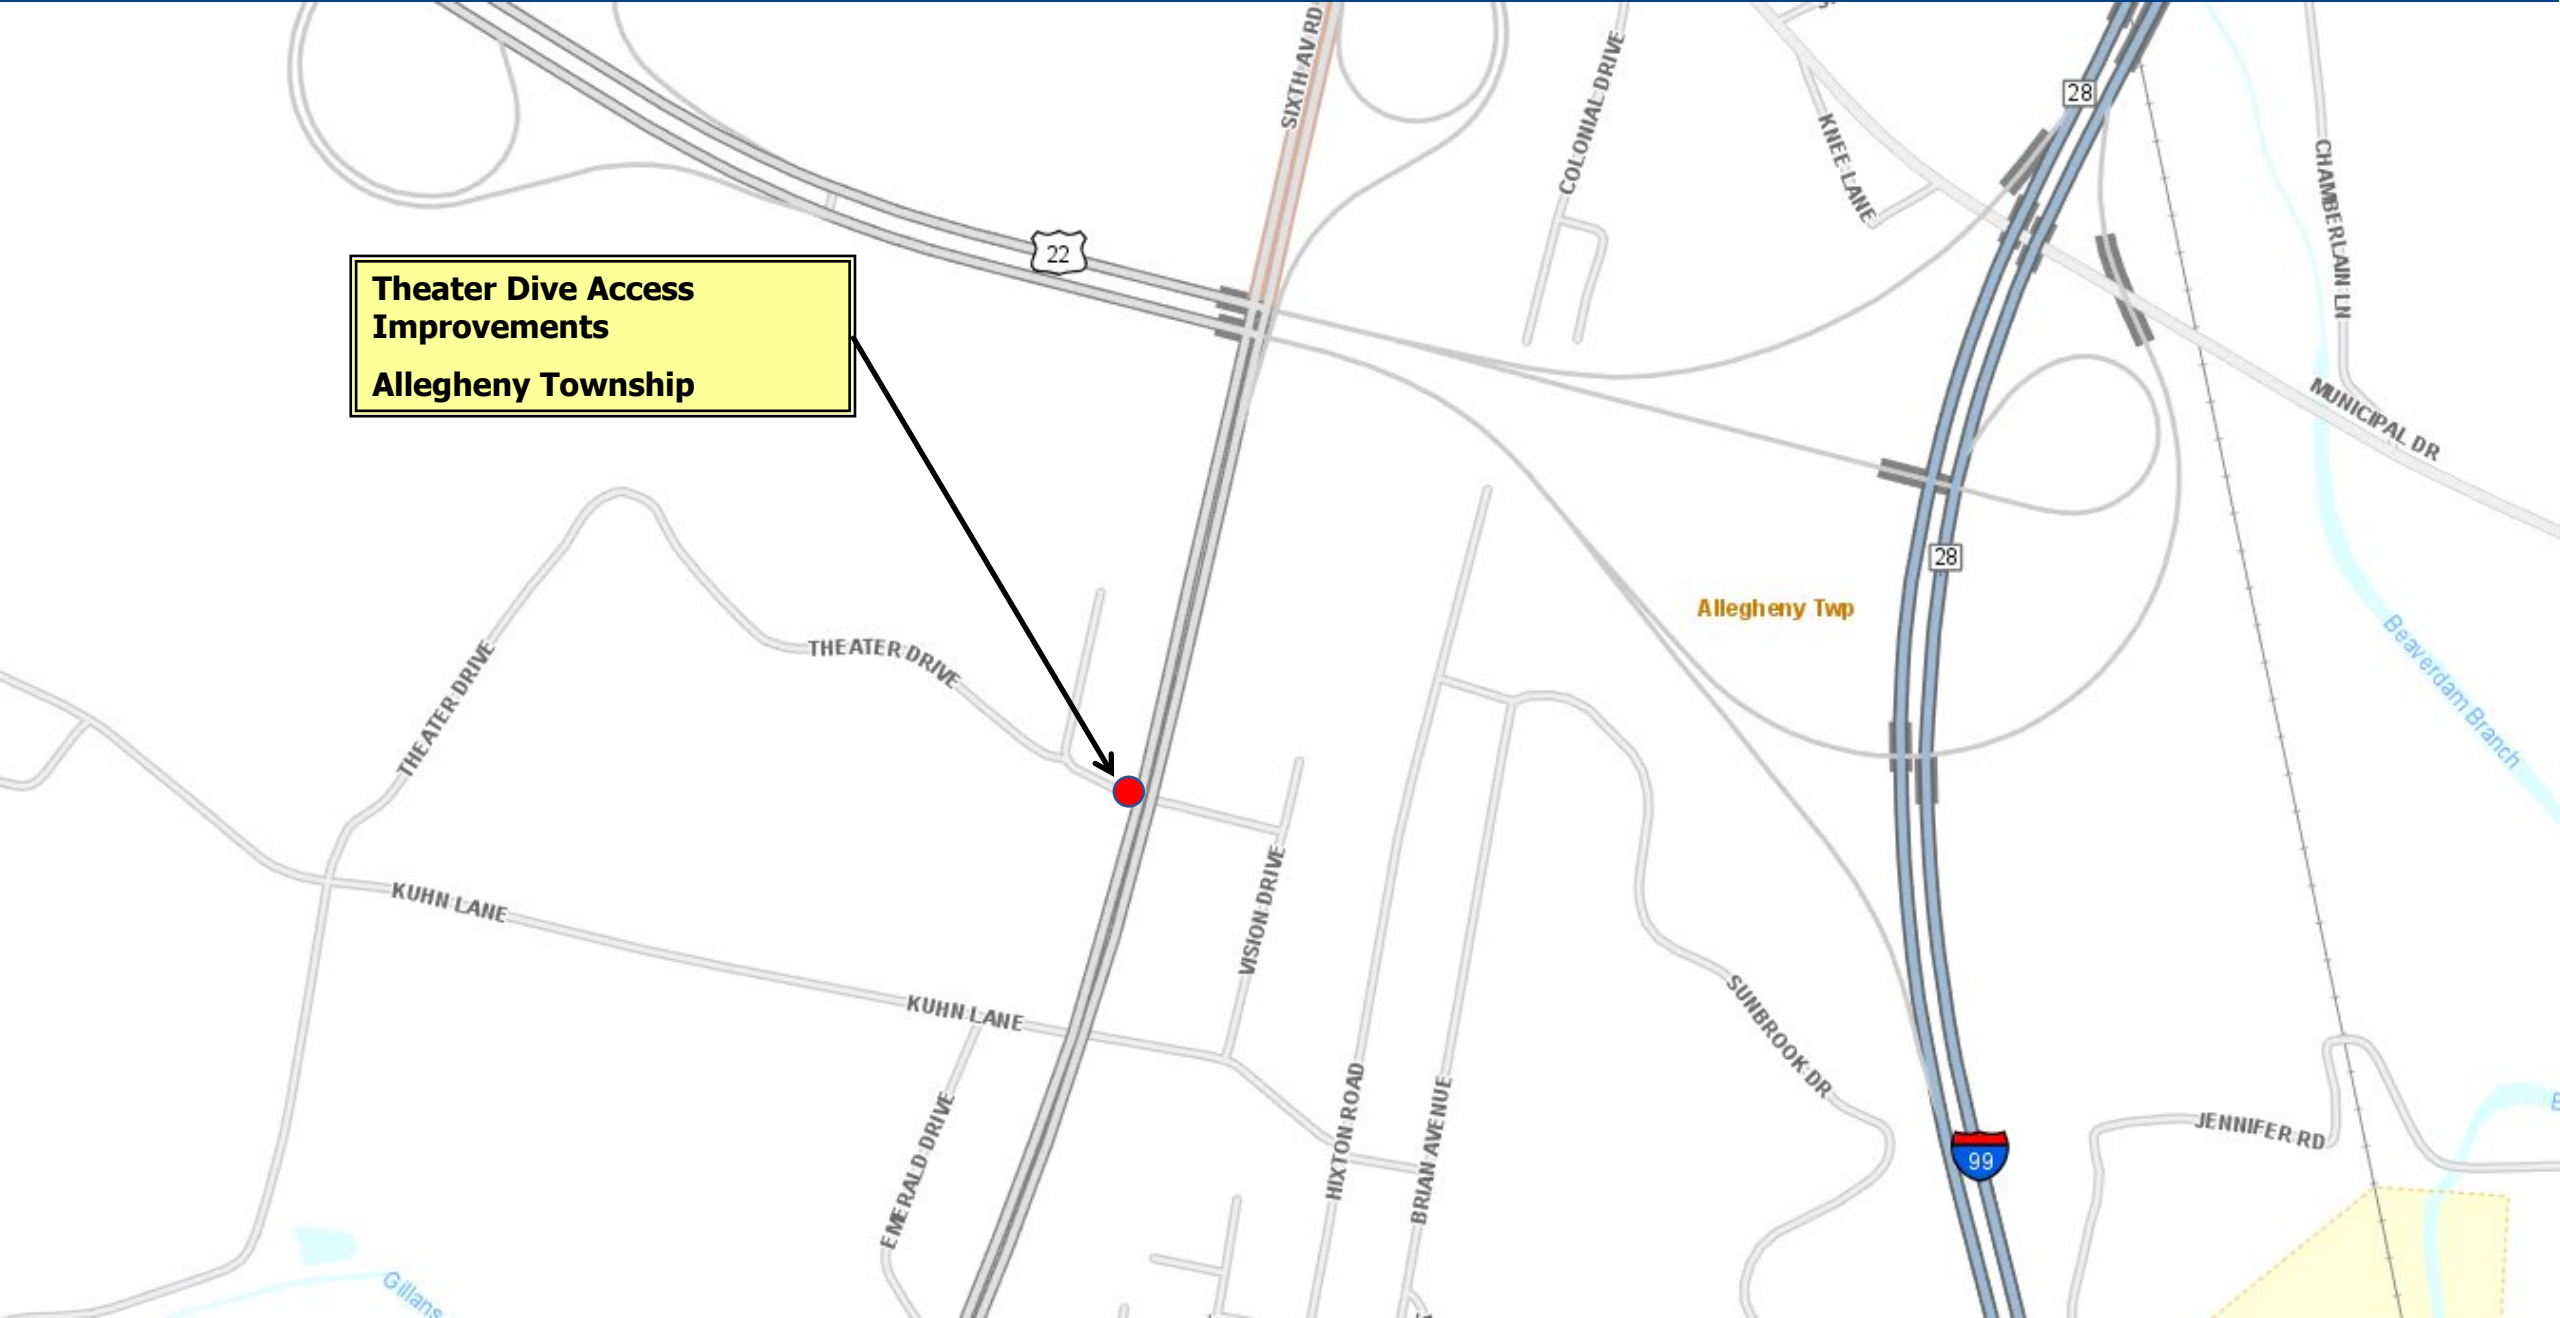 SIXTH AV RD
COLONIAL DRIVE
KNEE LANE
28
CHAMBERLAIN LN
22
Theater Dive Access
Improvements
Allegheny Township
MUNICIPAL DR
28
Allegheny Twp
THEATER DRIVE
THEATER DRIVE
Beaverdam Branch
KUHN LANE
VISION DRIVE
KUHN LANE
SUNBROOK DR
HIXTON ROAD
BRIAN AVENUE
EMERALD DRIVE
JENNIFER RD
99
Gillans